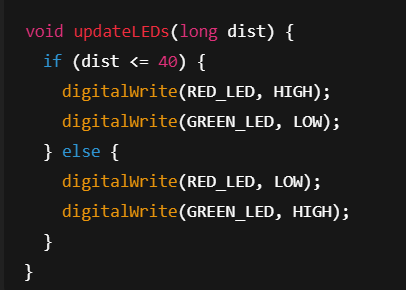 void updateLEDs(long dist) {
  if (dist <= 40) {
    digitalWrite(RED_LED, HIGH);
    digitalWrite(GREEN_LED, LOW);
  } else {
    digitalWrite(RED_LED, LOW);
    digitalWrite(GREEN_LED, HIGH);
  }
}